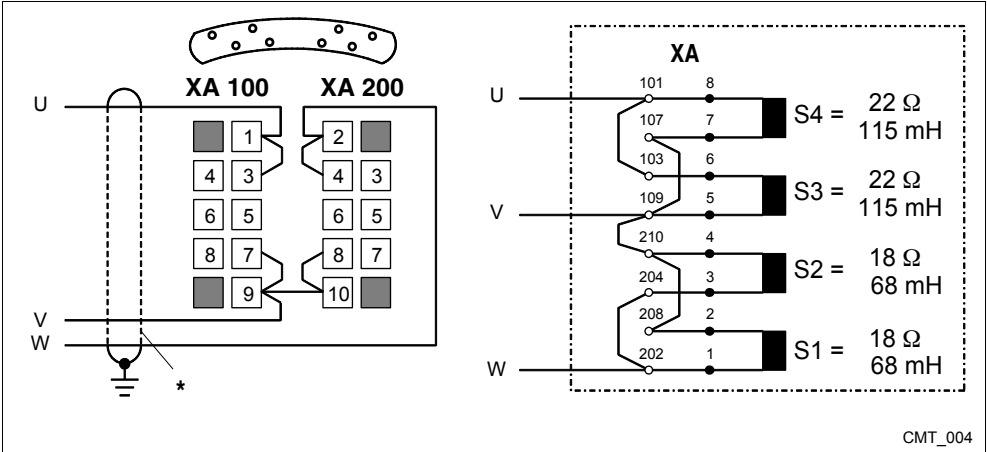 XA 100 XA 200
U
1 2
4 3 4 3
6 5 6 5
8 7 8 7
9 10
V
W
*
XA
U 101 8
S4 = 22 Ω
115 mH
107 7
103 6
S3 = 22 Ω
115 mH
V 109 5
210 4
S2 = 18 Ω
68 mH
204 3
208 2
S1 = 18 Ω
68 mH
W 202 1
CMT_004